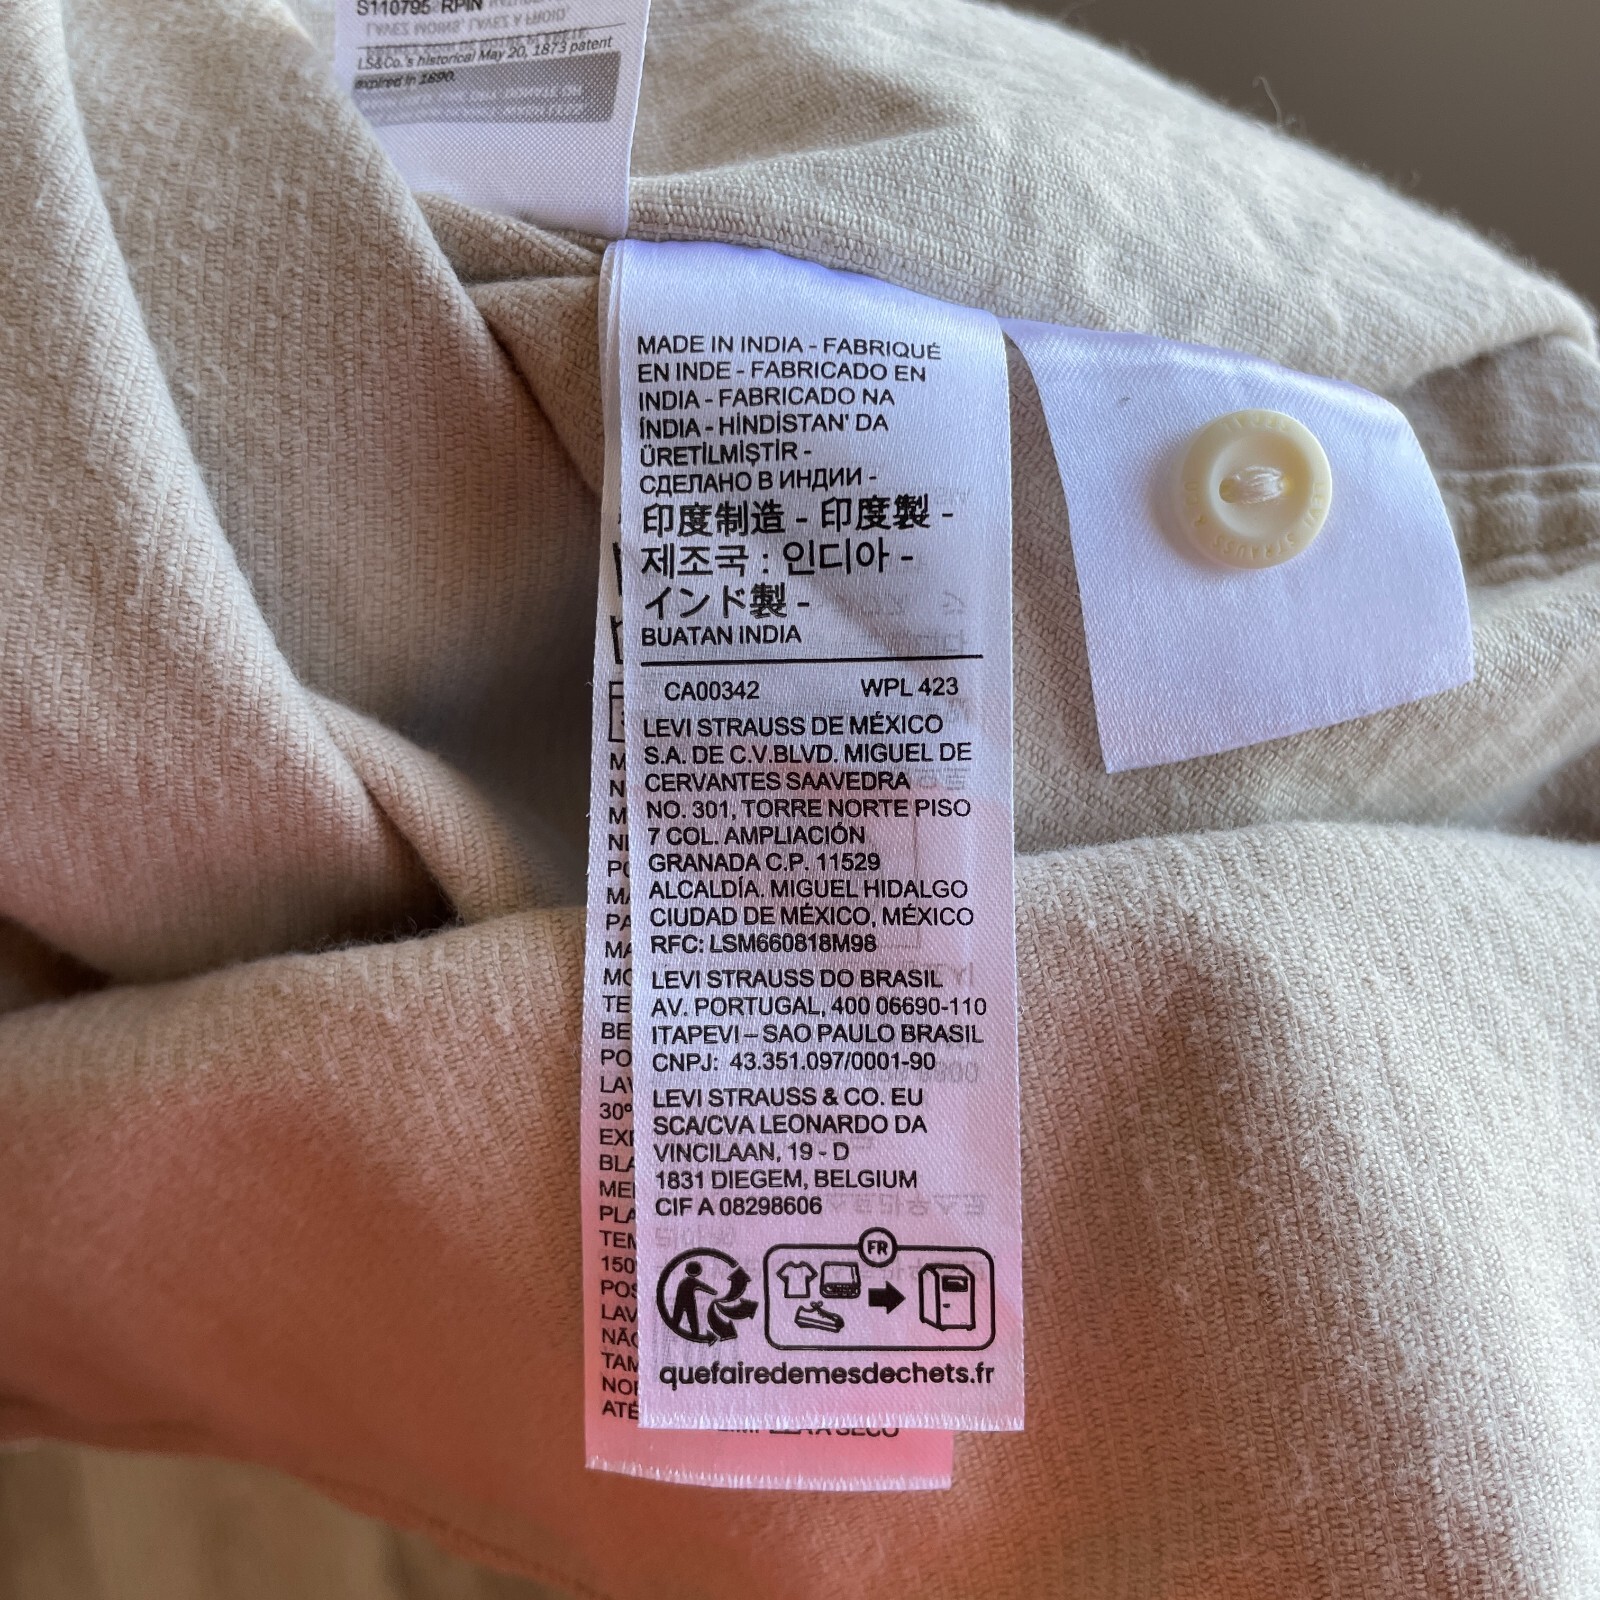 S110795 RPIN
LS&Co.'s historical May 20, 1873 patent
expired in 1890.
MADE IN INDIA - FABRIQUÉ
EN INDE - FABRICADO EN
INDIA - FABRICADO NA
ÍNDIA - HİNDİSTAN' DA
ÜRETİLMİŞTİR -
СДЕЛАНО В ИНДИИ -
印度制造 - 印度製 -
제조국 : 인디아 -
インド製 -
BUATAN INDIA
CA00342 WPL 423
LEVI STRAUSS DE MÉXICO
S.A. DE C.V.BLVD. MIGUEL DE
CERVANTES SAAVEDRA
NO. 301, TORRE NORTE PISO
7 COL. AMPLIACIÓN
GRANADA C.P. 11529
ALCALDÍA. MIGUEL HIDALGO
CIUDAD DE MÉXICO, MÉXICO
RFC: LSM660818M98
LEVI STRAUSS DO BRASIL
AV. PORTUGAL, 400 06690-110
ITAPEVI – SAO PAULO BRASIL
CNPJ: 43.351.097/0001-90
LEVI STRAUSS & CO. EU
SCA/CVA LEONARDO DA
VINCILAAN, 19 - D
1831 DIEGEM, BELGIUM
CIF A 08298606
FR
quefairedemesdechets.fr
A SECO